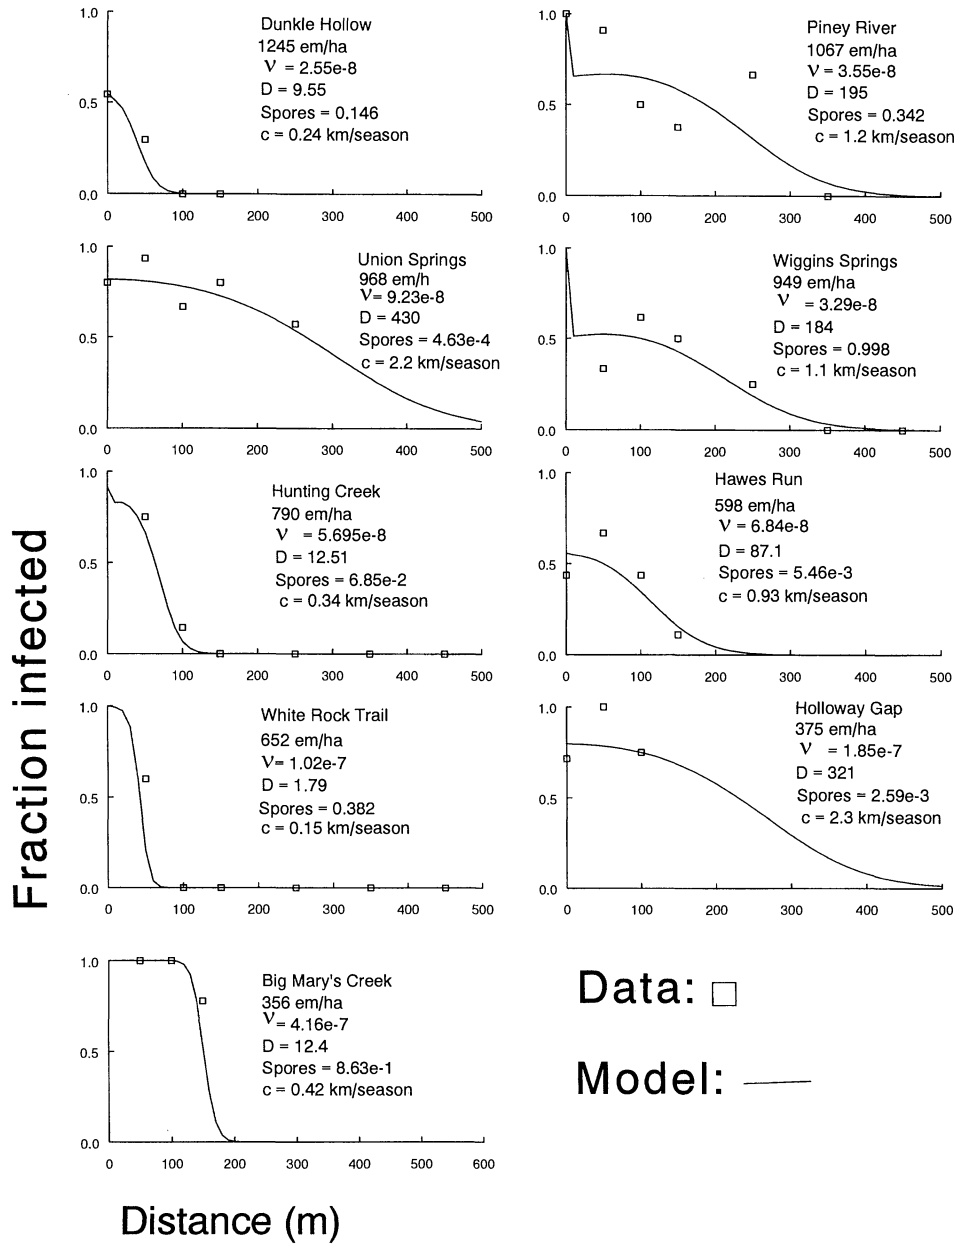 Fraction infected
1.0
0.5
0.0
0 100 200 300 400 500
Dunkle Hollow
1245 em/ha
ν = 2.55e-8
D = 9.55
Spores = 0.146
c = 0.24 km/season
1.0
0.5
0.0
0 100 200 300 400 500
Piney River
1067 em/ha
ν = 3.55e-8
D = 195
Spores = 0.342
c = 1.2 km/season
1.0
0.5
0.0
0 100 200 300 400 500
Union Springs
968 em/h
ν= 9.23e-8
D = 430
Spores = 4.63e-4
c = 2.2 km/season
1.0
0.5
0.0
0 100 200 300 400 500
Wiggins Springs
949 em/ha
ν = 3.29e-8
D = 184
Spores = 0.998
c = 1.1 km/season
1.0
0.5
0.0
0 100 200 300 400 500
Hunting Creek
790 em/ha
ν = 5.695e-8
D = 12.51
Spores = 6.85e-2
c = 0.34 km/season
1.0
0.5
0.0
0 100 200 300 400 500
Hawes Run
598 em/ha
ν = 6.84e-8
D = 87.1
Spores = 5.46e-3
c = 0.93 km/season
1.0
0.5
0.0
0 100 200 300 400 500
White Rock Trail
652 em/ha
ν= 1.02e-7
D = 1.79
Spores = 0.382
c = 0.15 km/season
1.0
0.5
0.0
0 100 200 300 400 500
Holloway Gap
375 em/ha
ν = 1.85e-7
D = 321
Spores = 2.59e-3
c = 2.3 km/season
1.0
0.5
0.0
0 100 200 300 400 500 600
Big Mary's Creek
356 em/ha
ν = 4.16e-7
D = 12.4
Spores = 8.63e-1
c = 0.42 km/season
Data:
Model:
Distance (m)